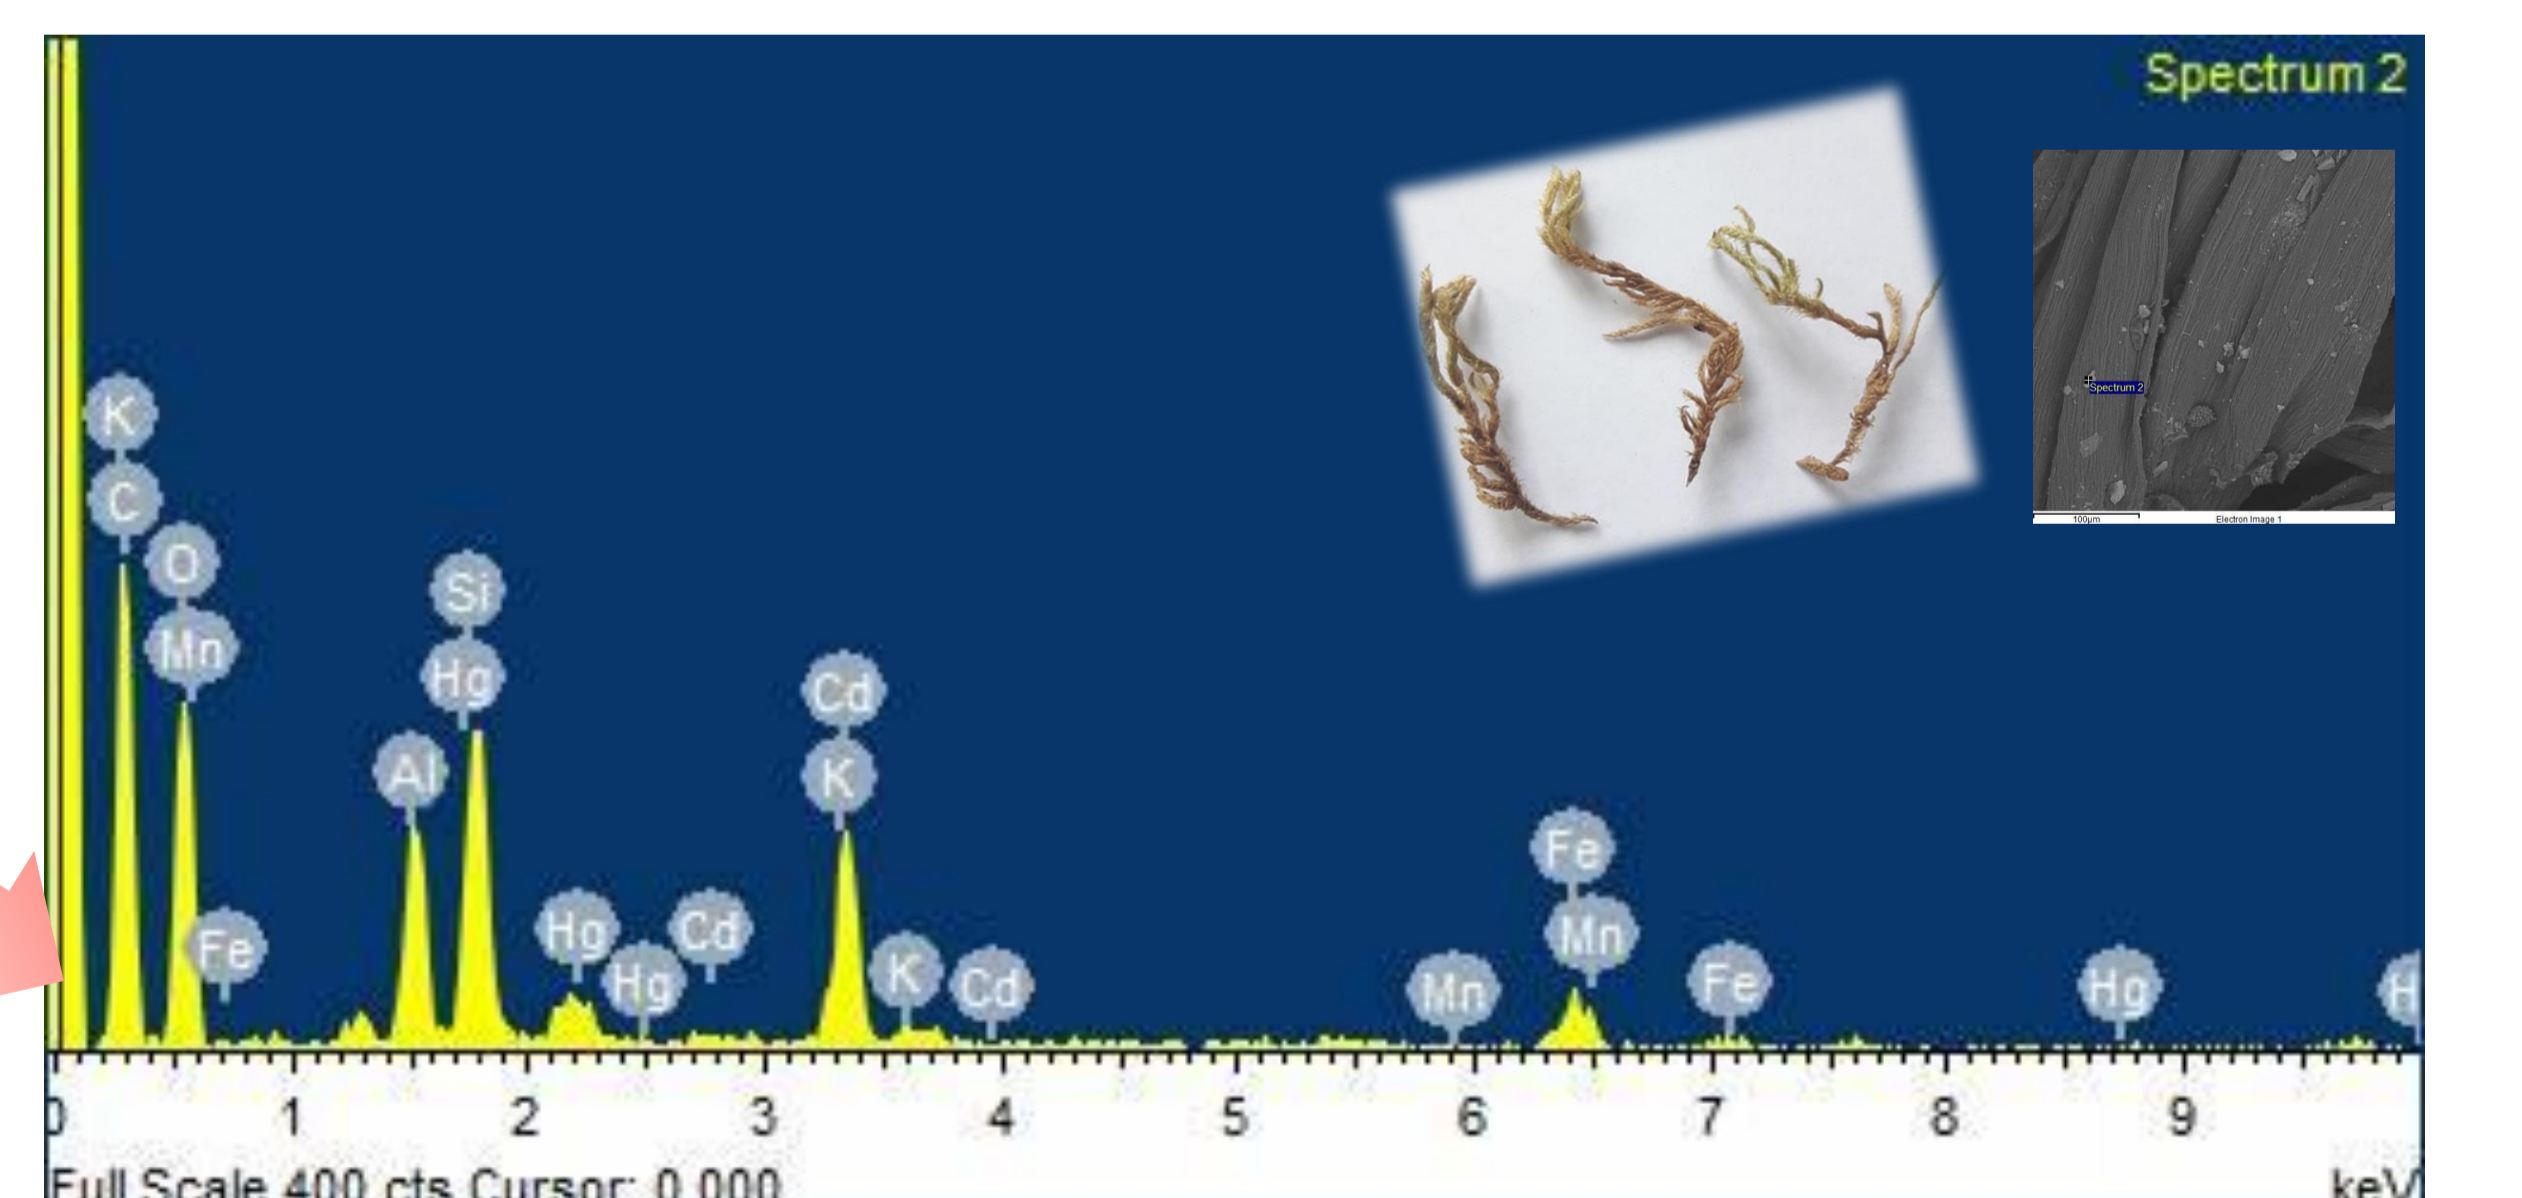 Spectrum 2
K
C
O
Mn
Fe
Al
Si
Hg
Hg
Hg
Cd
Cd
K
K
Cd
Mn
Fe
Mn
Fe
Hg
H
Spectrum 2
100µm Electron Image 1
0 1 2 3 4 5 6 7 8 9
Full Scale 400 cts Cursor: 0.000 keV